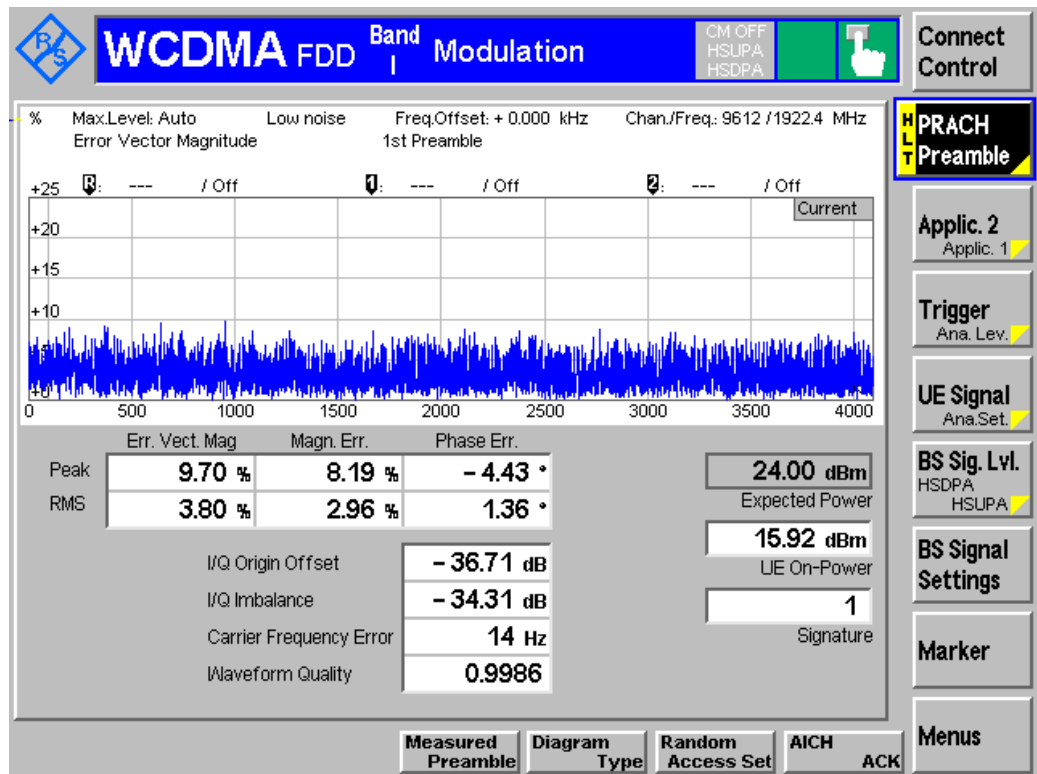 R&S WCDMA FDD Band I Modulation CM OFF HSUPA HSDPA
Connect Control
% Max.Level: Auto Low noise Freq.Offset: + 0.000 kHz Chan./Freq.: 9612 / 1922.4 MHz
Error Vector Magnitude 1st Preamble
HLT PRACH Preamble
+25 R: --- / Off 1: --- / Off 2: --- / Off
Current
+20
+15
+10
+0
0 500 1000 1500 2000 2500 3000 3500 4000
Applic. 2
Applic. 1
Trigger
Ana. Lev.
UE Signal
Ana.Set.
Err. Vect. Mag Magn. Err. Phase Err.
Peak 9.70 % 8.19 % – 4.43 °
RMS 3.80 % 2.96 % 1.36 °
24.00 dBm
Expected Power
15.92 dBm
UE On-Power
1
Signature
I/Q Origin Offset – 36.71 dB
I/Q Imbalance – 34.31 dB
Carrier Frequency Error 14 Hz
Waveform Quality 0.9986
BS Sig. Lvl.
HSDPA
HSUPA
BS Signal
Settings
Marker
Measured Preamble
Diagram Type
Random Access Set
AICH ACK
Menus